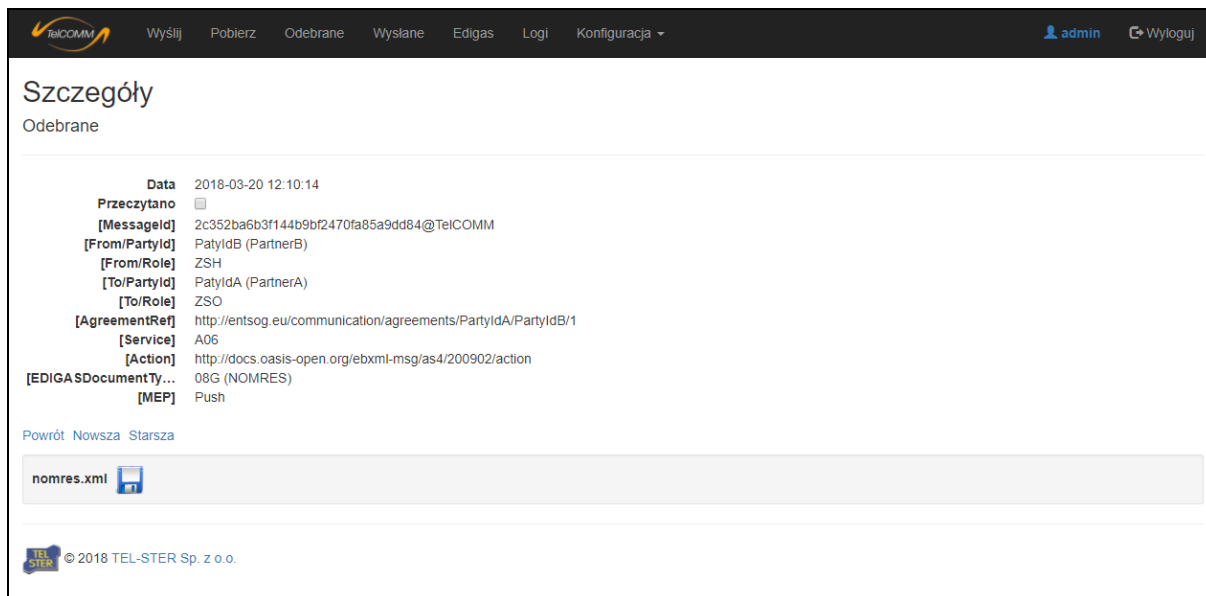 TelCOMM Wyślij Pobierz Odebrane Wysłane Edigas Logi Konfiguracja admin Wyloguj
Szczegóły
Odebrane
Data 2018-03-20 12:10:14
Przeczytano
[MessageId] 2c352ba6b3f144b9bf2470fa85a9dd84@TelCOMM
[From/PartyId] PatyIdB (PartnerB)
[From/Role] ZSH
[To/PartyId] PatyIdA (PartnerA)
[To/Role] ZSO
[AgreementRef] http://entsog.eu/communication/agreements/PartyIdA/PartyIdB/1
[Service] A06
[Action] http://docs.oasis-open.org/ebxml-msg/as4/200902/action
[EDIGASDocumentTy... 08G (NOMRES)
[MEP] Push
Powrót Nowsza Starsza
nomres.xml
TEL STER © 2018 TEL-STER Sp. z o.o.